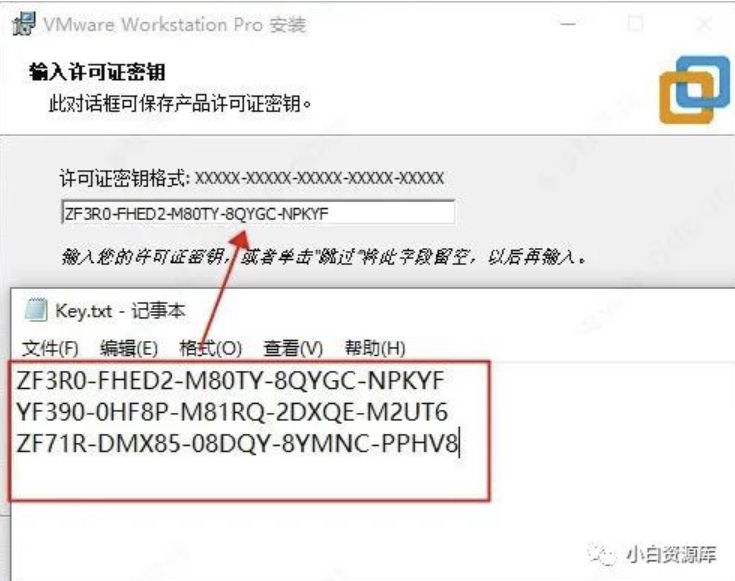 VMware Workstation Pro 安装
输入许可证密钥
此对话框可保存产品许可证密钥。
许可证密钥格式: XXXXX-XXXXX-XXXXX-XXXXX-XXXXX
ZF3R0-FHED2-M80TY-8QYGC-NPKYF
输入您的许可证密钥，或者单击"跳过"将此字段留空，以后再输入。
Key.txt - 记事本
文件(F) 编辑(E) 格式(O) 查看(V) 帮助(H)
ZF3R0-FHED2-M80TY-8QYGC-NPKYF
YF390-0HF8P-M81RQ-2DXQE-M2UT6
ZF71R-DMX85-08DQY-8YMNC-PPHV8
小白资源库